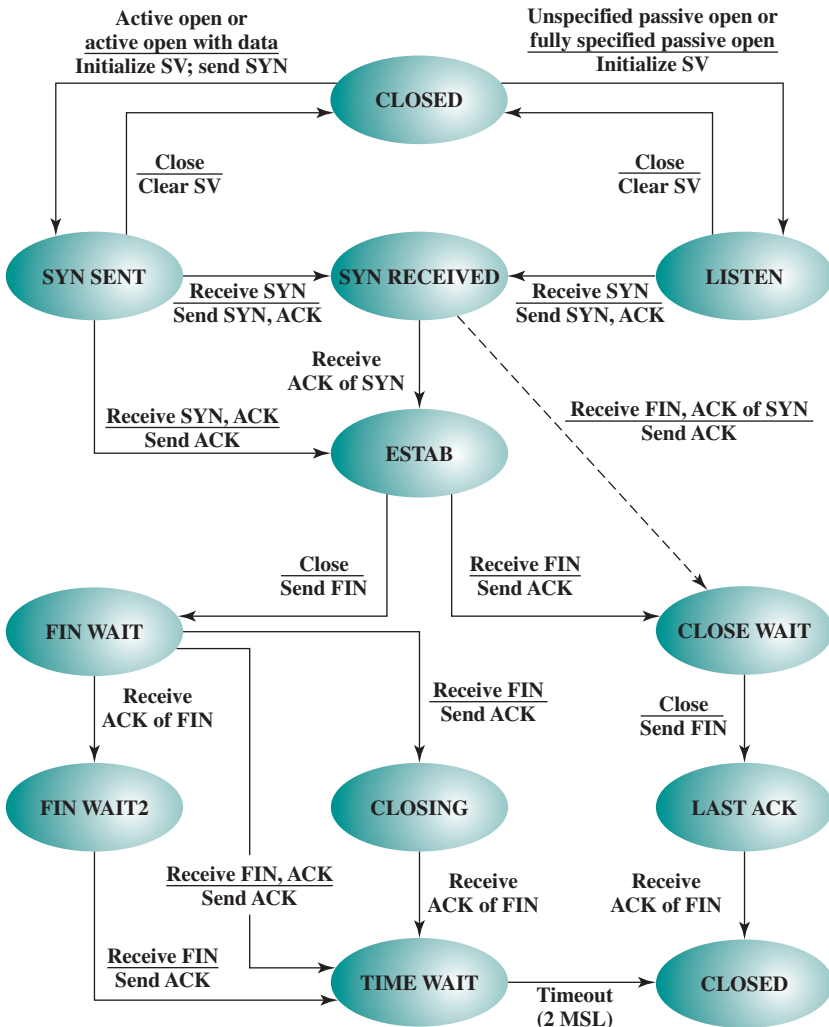 Active open or
active open with data
Initialize SV; send SYN
Unspecified passive open or
fully specified passive open
Initialize SV
CLOSED
Close
Clear SV
Close
Clear SV
SYN SENT
SYN RECEIVED
LISTEN
Receive SYN
Send SYN, ACK
Receive SYN
Send SYN, ACK
Receive
ACK of SYN
Receive SYN, ACK
Send ACK
Receive FIN, ACK of SYN
Send ACK
ESTAB
Close
Send FIN
Receive FIN
Send ACK
FIN WAIT
CLOSE WAIT
Receive
ACK of FIN
Receive FIN
Send ACK
Close
Send FIN
FIN WAIT2
CLOSING
LAST ACK
Receive FIN, ACK
Send ACK
Receive
ACK of FIN
Receive
ACK of FIN
Receive FIN
Send ACK
TIME WAIT
Timeout
(2 MSL)
CLOSED